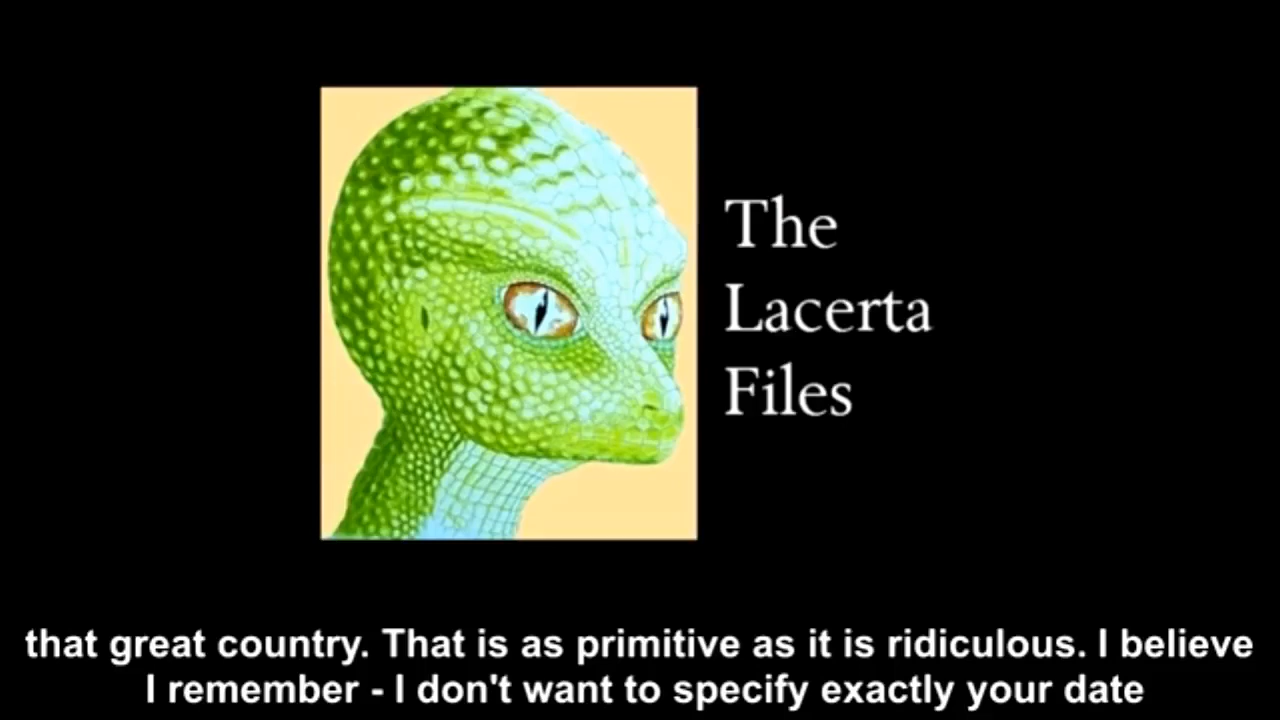 The
Lacerta
Files
that great country. That is as primitive as it is ridiculous. I believe
I remember - I don't want to specify exactly your date